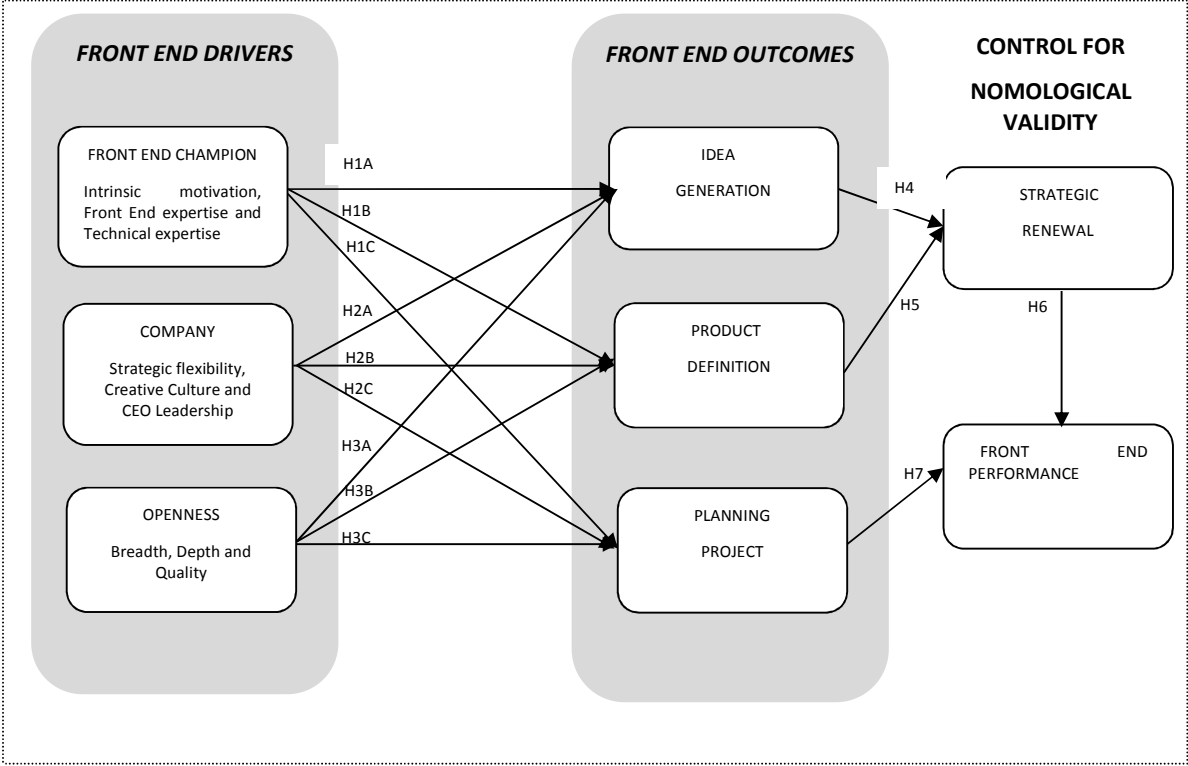 FRONT END DRIVERS
FRONT END CHAMPION
Intrinsic motivation,
Front End expertise and
Technical expertise
COMPANY
Strategic flexibility,
Creative Culture and
CEO Leadership
OPENNESS
Breadth, Depth and
Quality
H1A
H1B
H1C
H2A
H2B
H2C
H3A
H3B
H3C
FRONT END OUTCOMES
IDEA
GENERATION
PRODUCT
DEFINITION
PLANNING
PROJECT
H4
H5
H6
H7
CONTROL FOR
NOMOLOGICAL
VALIDITY
STRATEGIC
RENEWAL
FRONT END
PERFORMANCE